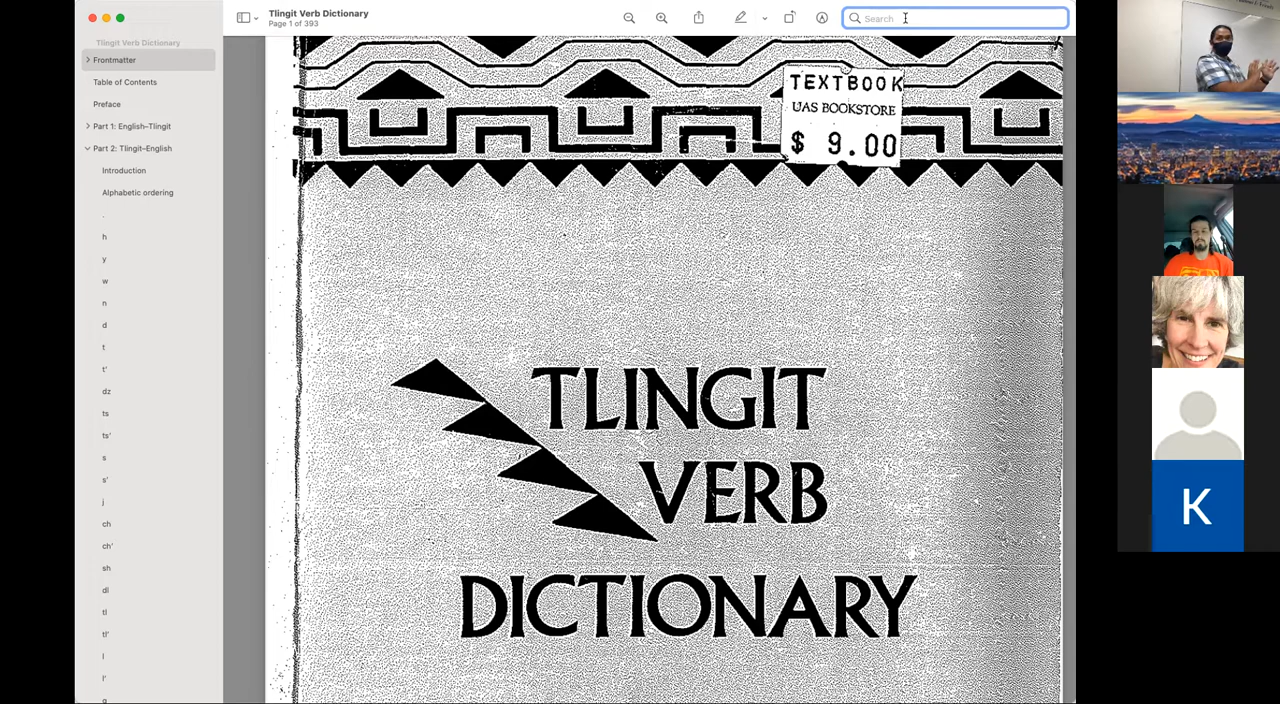 Tlingit Verb Dictionary
Page 1 of 393
Search
Tlingit Verb Dictionary
Frontmatter
Table of Contents
Preface
Part 1: English–Tlingit
Part 2: Tlingit–English
Introduction
Alphabetic ordering
.
h
y
w
n
d
t
t'
dz
ts
ts'
s
s'
j
ch
ch'
sh
dl
tl
tl'
l
l'
g
TEXTBOOK
UAS BOOKSTORE
$ 9.00
TLINGIT
VERB
DICTIONARY
K